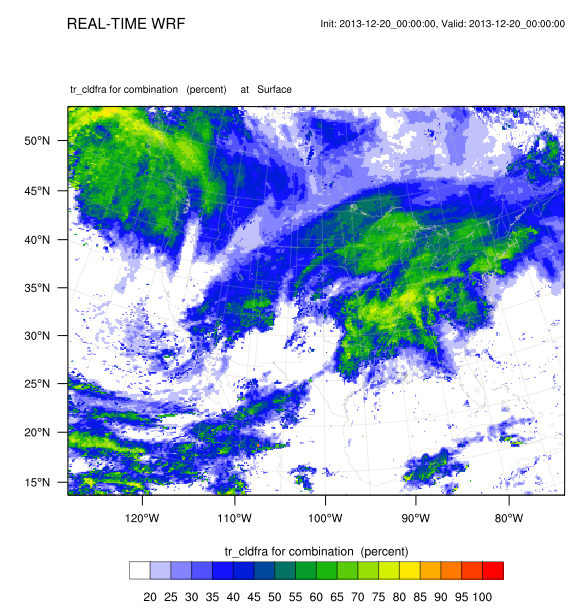 REAL-TIME WRF
Init: 2013-12-20_00:00:00, Valid: 2013-12-20_00:00:00
tr_cldfra for combination (percent) at Surface
50°N
45°N
40°N
35°N
30°N
25°N
20°N
15°N
120°W 110°W 100°W 90°W 80°W
tr_cldfra for combination (percent)
20 25 30 35 40 45 50 55 60 65 70 75 80 85 90 95 100